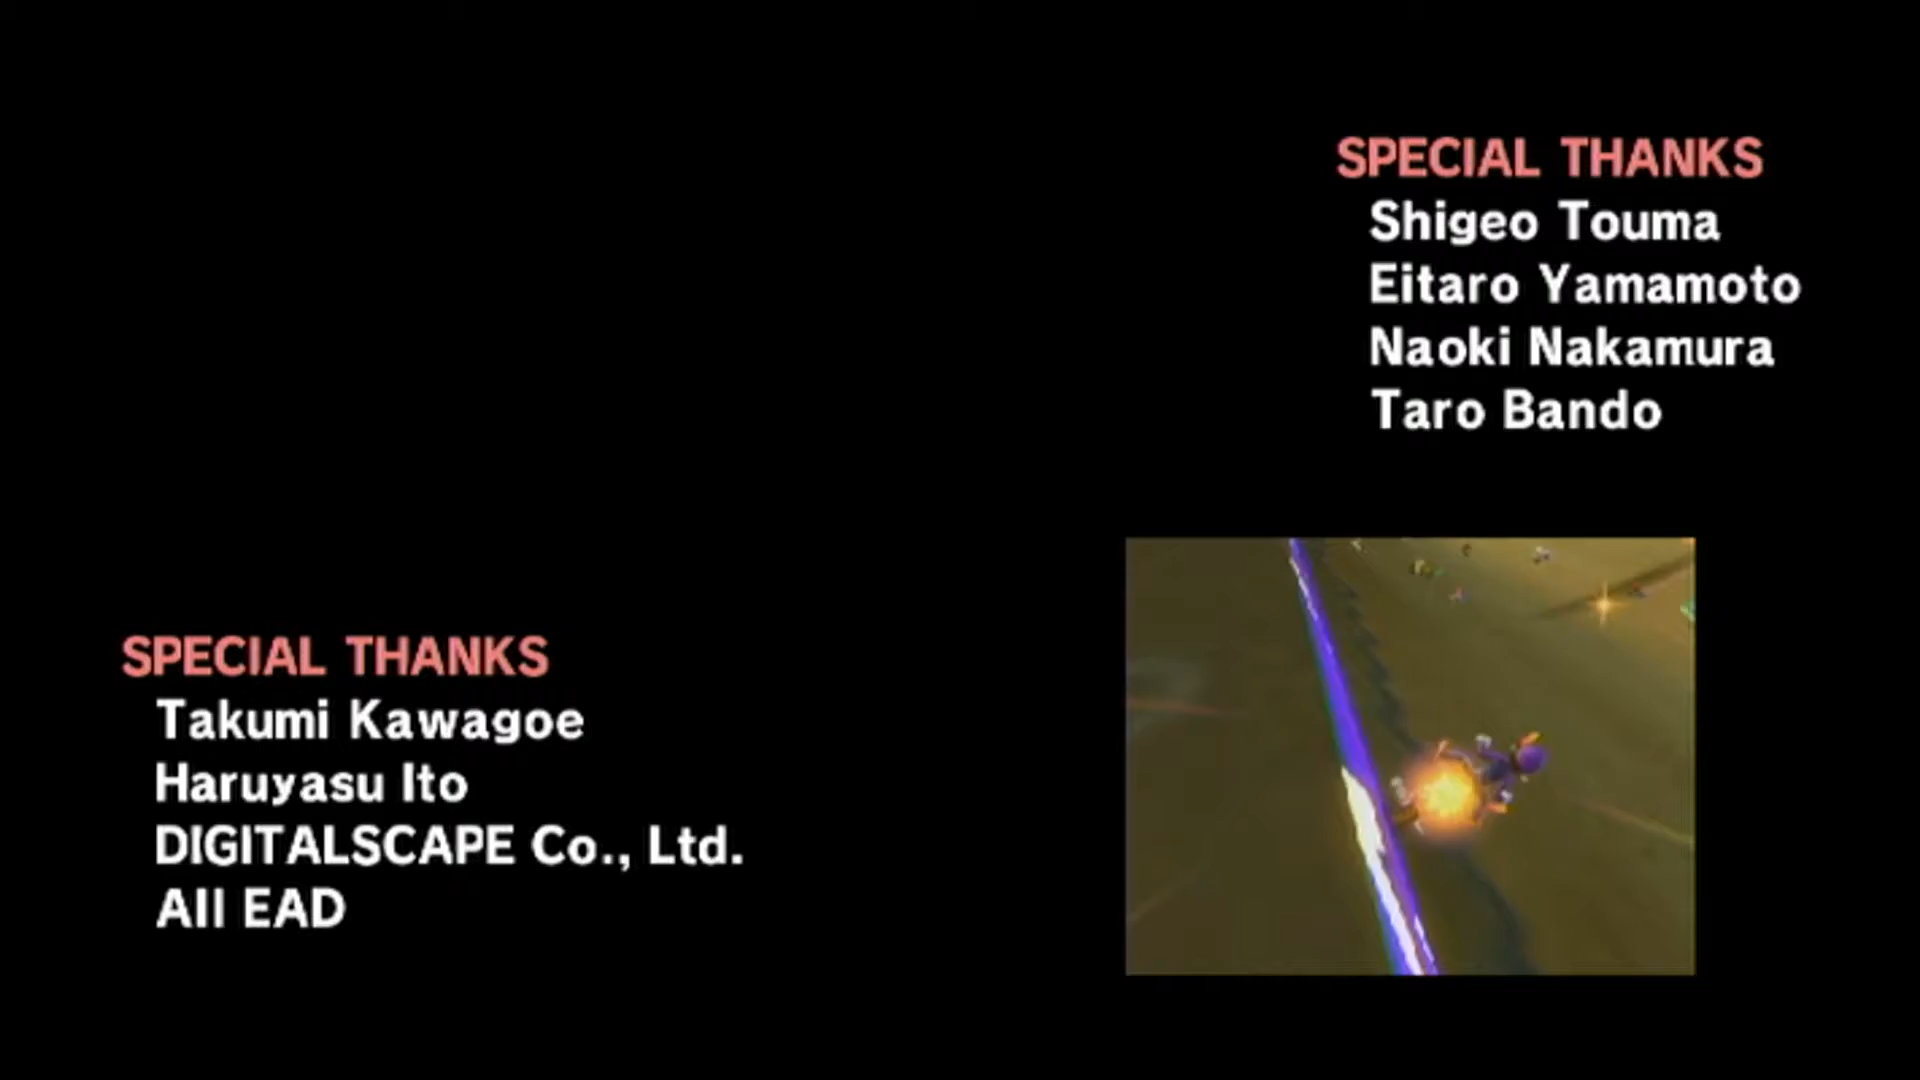 SPECIAL THANKS
Shigeo Touma
Eitaro Yamamoto
Naoki Nakamura
Taro Bando
SPECIAL THANKS
Takumi Kawagoe
Haruyasu Ito
DIGITALSCAPE Co., Ltd.
All EAD